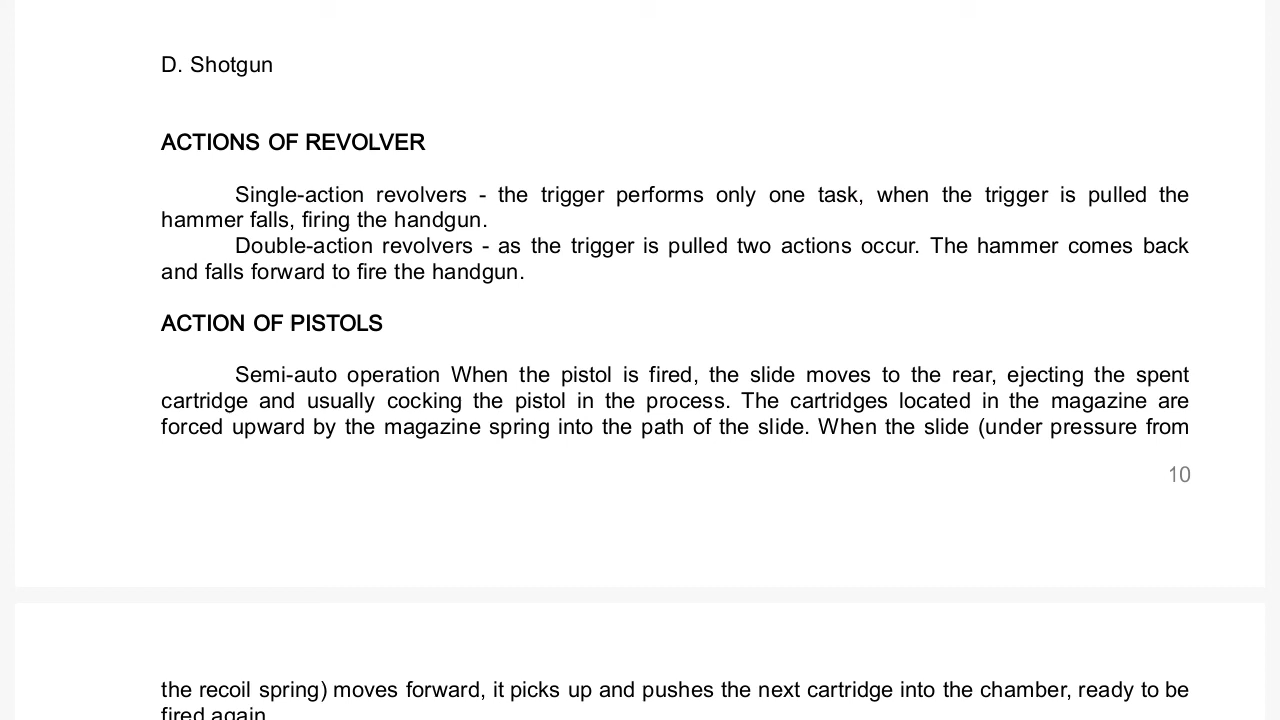 D. Shotgun
ACTIONS OF REVOLVER
Single-action revolvers - the trigger performs only one task, when the trigger is pulled the
hammer falls, firing the handgun.
Double-action revolvers - as the trigger is pulled two actions occur. The hammer comes back
and falls forward to fire the handgun.
ACTION OF PISTOLS
Semi-auto operation When the pistol is fired, the slide moves to the rear, ejecting the spent
cartridge and usually cocking the pistol in the process. The cartridges located in the magazine are
forced upward by the magazine spring into the path of the slide. When the slide (under pressure from
10
the recoil spring) moves forward, it picks up and pushes the next cartridge into the chamber, ready to be
fired again